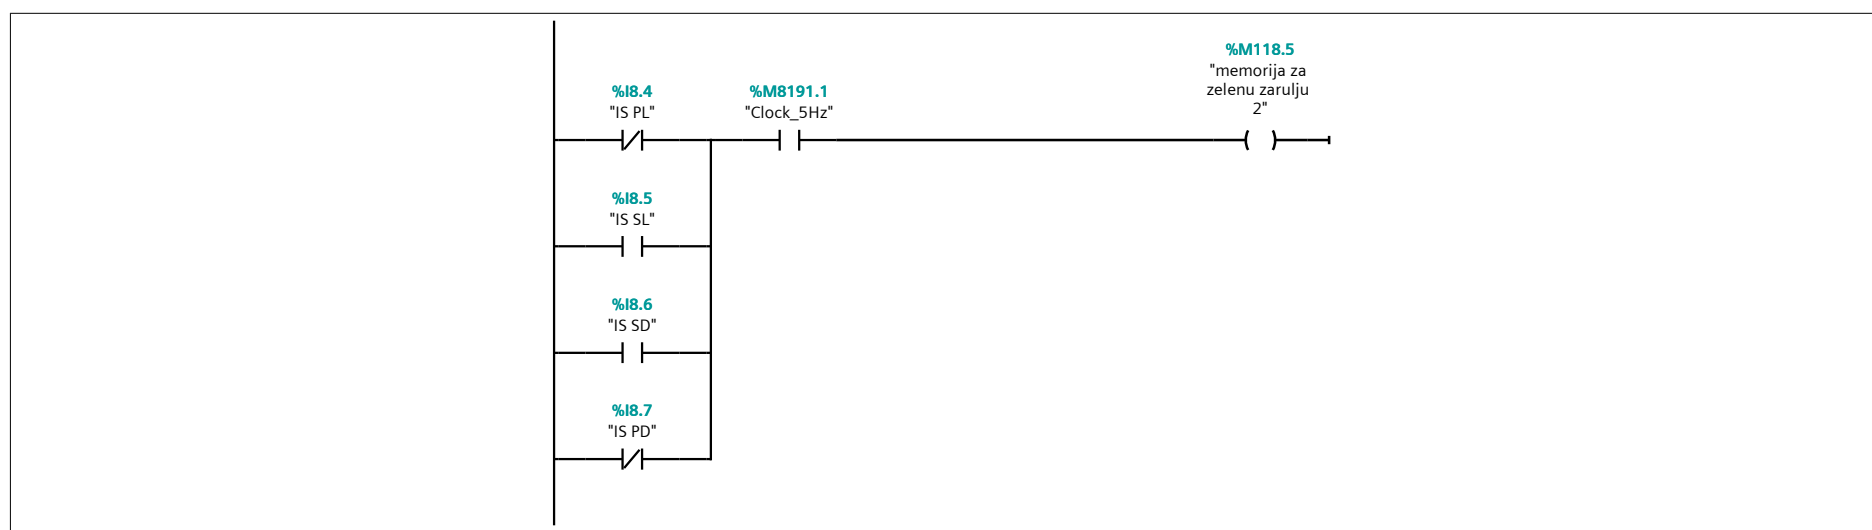 %M118.5
"memorija za
zelenu zarulju
2"
%I8.4
"IS PL"
%M8191.1
"Clock_5Hz"
%I8.5
"IS SL"
%I8.6
"IS SD"
%I8.7
"IS PD"